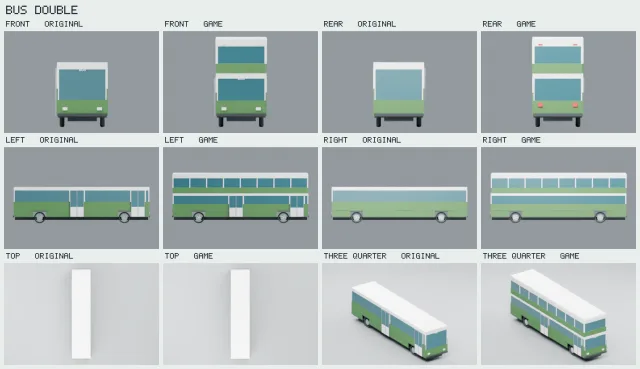 BUS DOUBLE
FRONT ORIGINAL
FRONT GAME
REAR ORIGINAL
REAR GAME
LEFT ORIGINAL
LEFT GAME
RIGHT ORIGINAL
RIGHT GAME
TOP ORIGINAL
TOP GAME
THREE QUARTER ORIGINAL
THREE QUARTER GAME